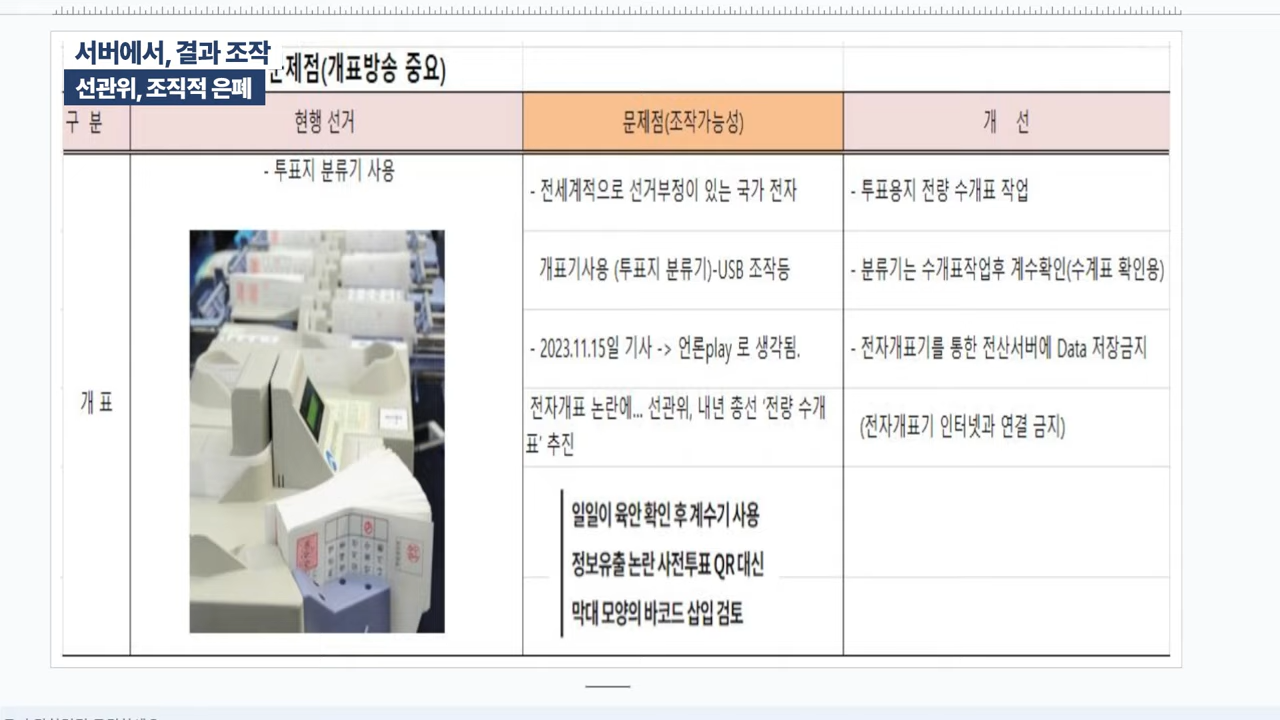 서버에서, 결과 조작
선관위, 조직적 은폐
문제점(개표방송 중요)
구 분
현행 선거
문제점(조작가능성)
개 선
개 표
- 투표지 분류기 사용
- 전세계적으로 선거부정이 있는 국가 전자
개표기사용 (투표지 분류기)-USB 조작등
- 2023.11.15일 기사 -> 언론play 로 생각됨.
전자개표 논란에... 선관위, 내년 총선 '전량 수개
표' 추진
일일이 육안 확인 후 계수기 사용
정보유출 논란 사전투표 QR 대신
막대 모양의 바코드 삽입 검토
- 투표용지 전량 수개표 작업
- 분류기는 수개표작업후 계수확인(수계표 확인용)
- 전자개표기를 통한 전산서버에 Data 저장금지
(전자개표기 인터넷과 연결 금지)